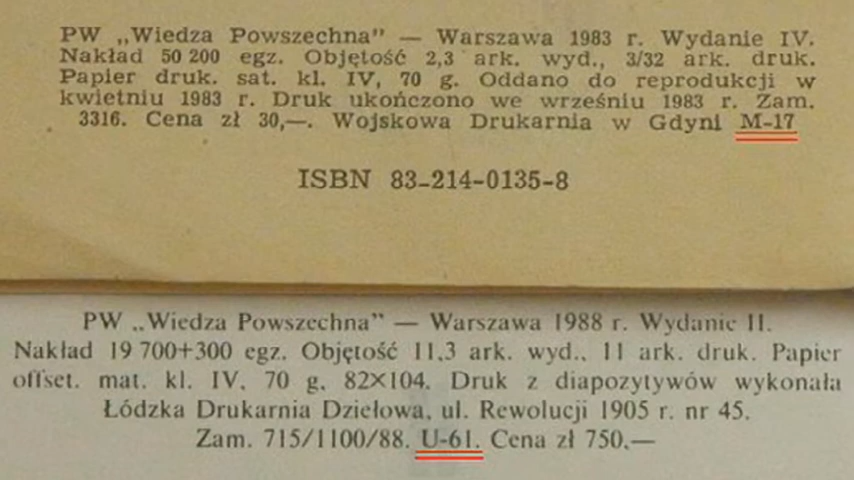 PW „Wiedza Powszechna” — Warszawa 1983 r. Wydanie IV.
Nakład 50 200 egz. Objętość 2,3 ark. wyd., 3/32 ark. druk.
Papier druk. sat. kl. IV, 70 g. Oddano do reprodukcji w
kwietniu 1983 r. Druk ukończono we wrześniu 1983 r. Zam.
3316. Cena zł 30,—. Wojskowa Drukarnia w Gdyni M-17
ISBN 83-214-0135-8
PW „Wiedza Powszechna” — Warszawa 1988 r. Wydanie II.
Nakład 19 700+300 egz. Objętość 11,3 ark. wyd., 11 ark. druk. Papier
offset. mat. kl. IV, 70 g, 82×104. Druk z diapozytywów wykonała
Łódzka Drukarnia Dziełowa, ul. Rewolucji 1905 r. nr 45.
Zam. 715/1100/88. U-61. Cena zł 750,—